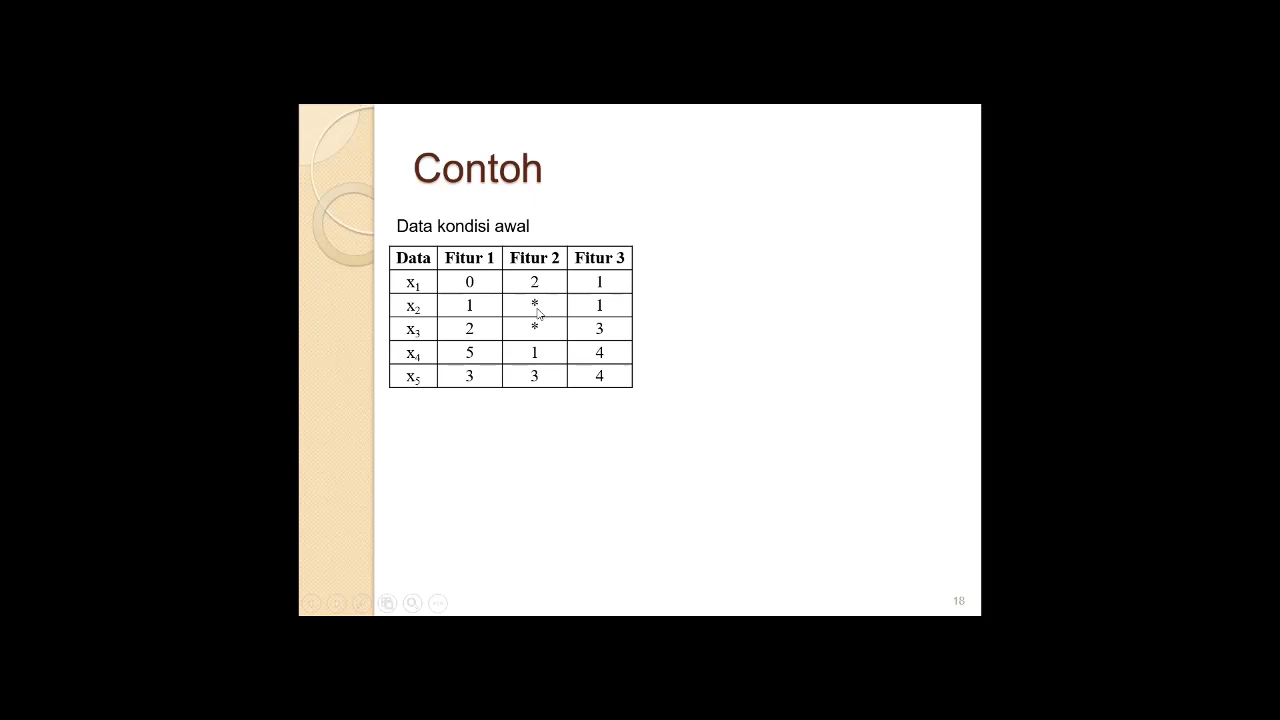 Contoh
Data kondisi awal
Data Fitur 1 Fitur 2 Fitur 3
x₁ 0 2 1
x₂ 1 * 1
x₃ 2 * 3
x₄ 5 1 4
x₅ 3 3 4
18